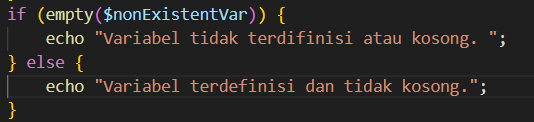 if (empty($nonExistentVar)) {
echo "Variabel tidak terdifinisi atau kosong. ";
} else {
echo "Variabel terdefinisi dan tidak kosong.";
}